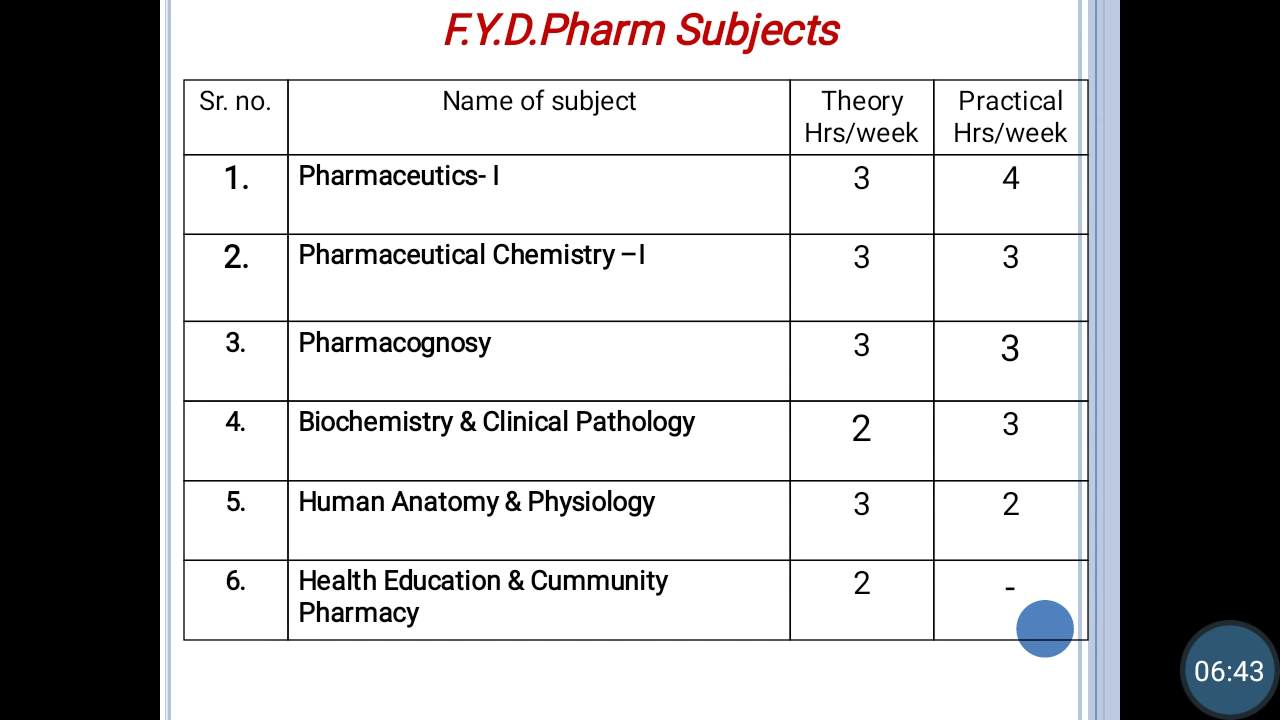 F.Y.D.Pharm Subjects
Sr. no. Name of subject Theory Hrs/week Practical Hrs/week
1. Pharmaceutics- I 3 4
2. Pharmaceutical Chemistry –I 3 3
3. Pharmacognosy 3 3
4. Biochemistry & Clinical Pathology 2 3
5. Human Anatomy & Physiology 3 2
6. Health Education & Cummunity 2 -
Pharmacy
06:43